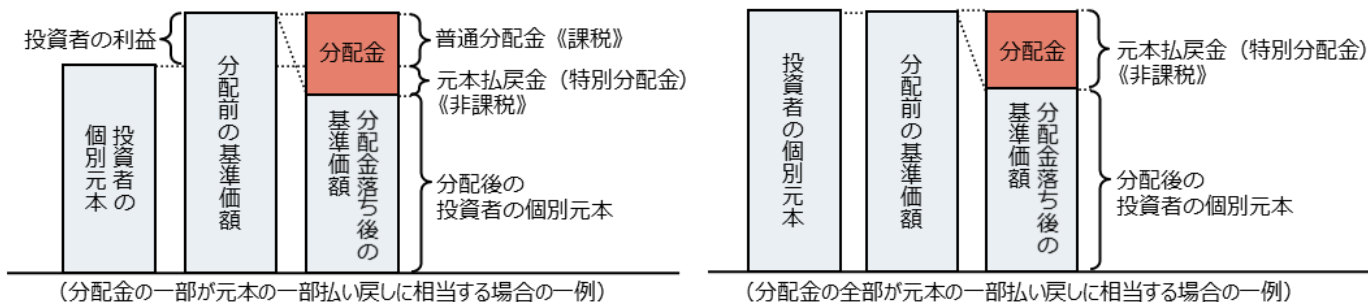 投資者の利益
投資者の
個別元本
分配前の基準価額
分配金
分配金落ち後の
基準価額
普通分配金《課税》
元本払戻金（特別分配金）
《非課税》
分配後の
投資者の個別元本
（分配金の一部が元本の一部払い戻しに相当する場合の一例）
投資者の個別元本
分配前の基準価額
分配金
分配金落ち後の
基準価額
元本払戻金（特別分配金）
《非課税》
分配後の
投資者の個別元本
（分配金の全部が元本の一部払い戻しに相当する場合の一例）